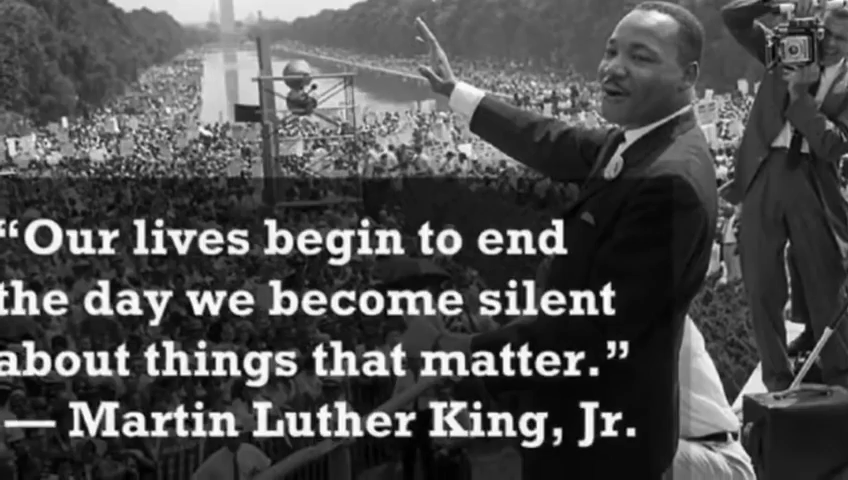 “Our lives begin to end
the day we become silent
about things that matter.”
— Martin Luther King, Jr.